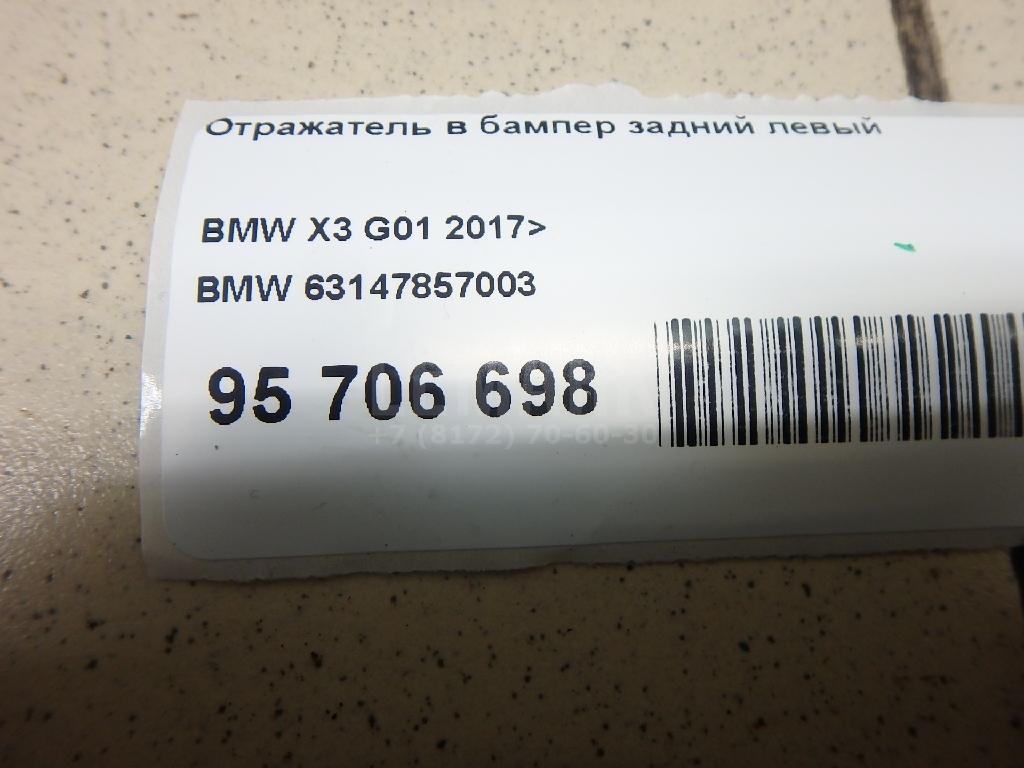 Отражатель в бампер задний левый
BMW X3 G01 2017>
BMW 63147857003
95 706 698
+7 (8172) 70-60-30